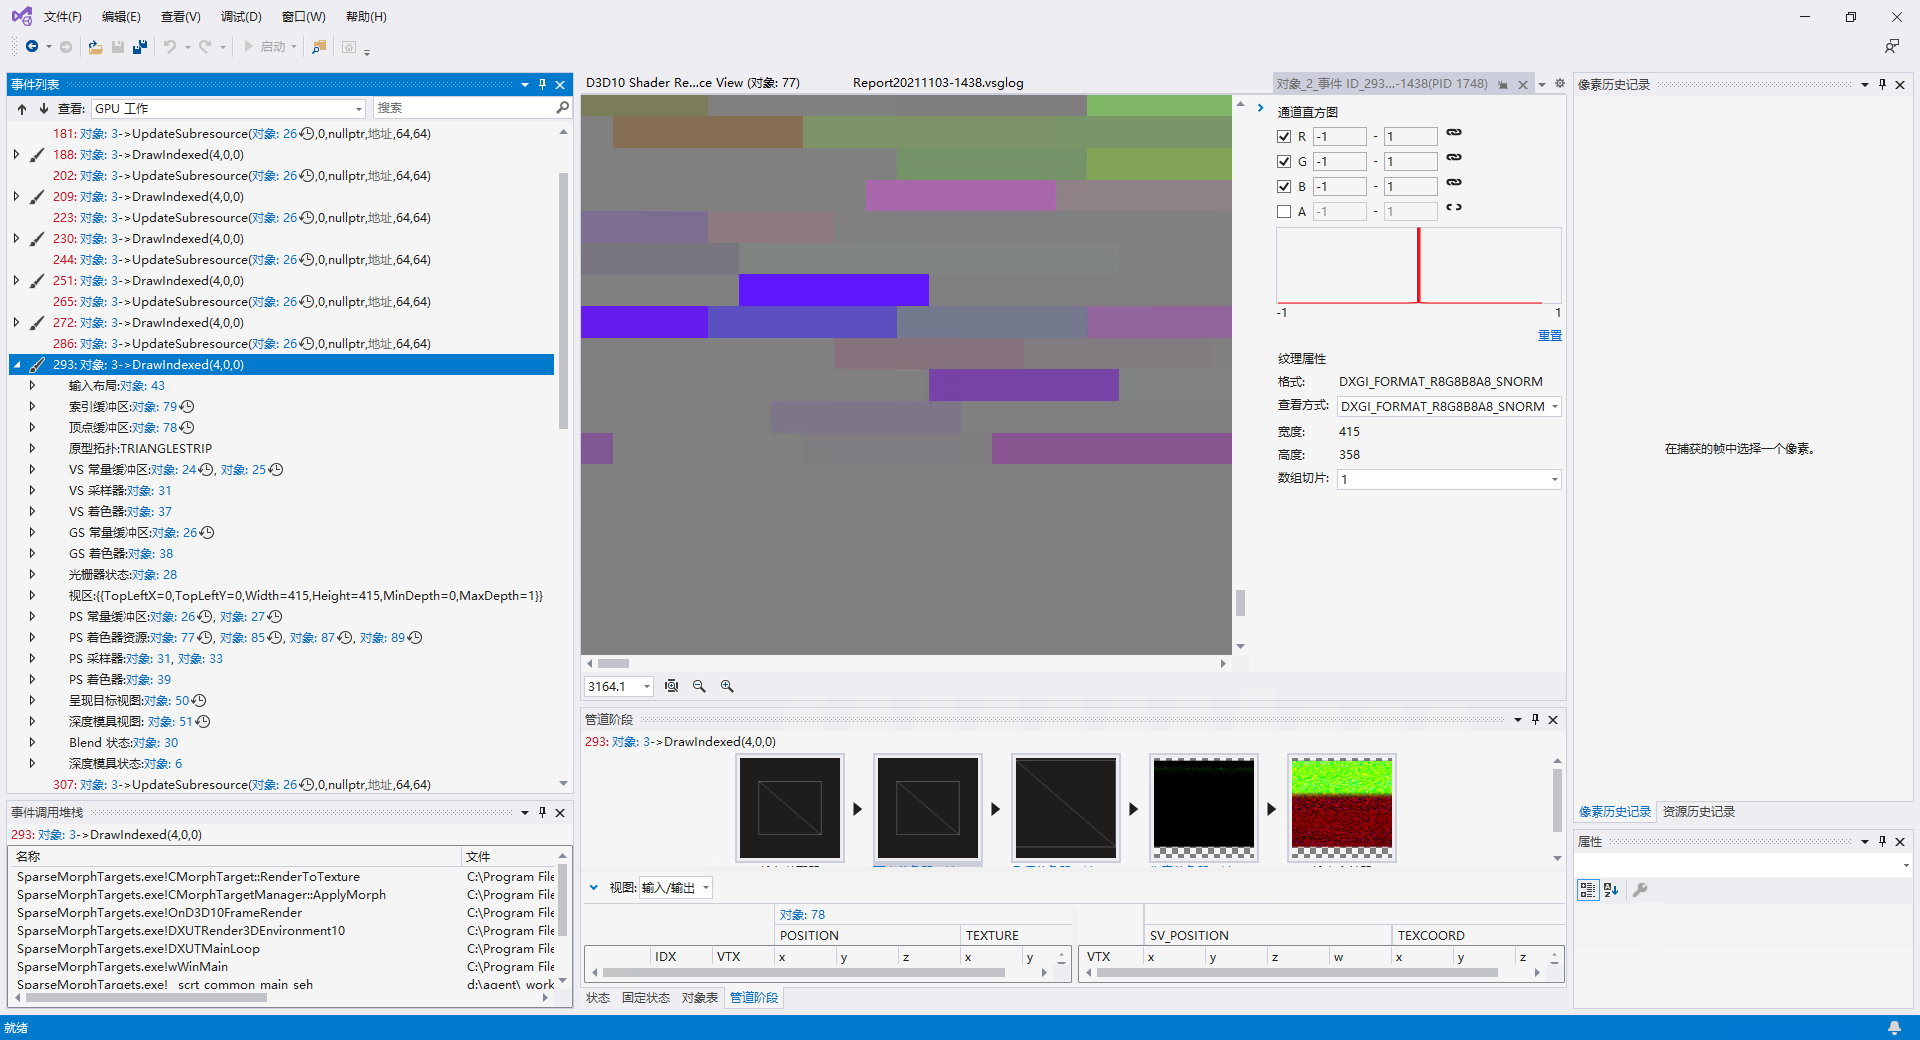 文件(F) 编辑(E) 查看(V) 调试(D) 窗口(W) 帮助(H)
启动
事件列表
查看: GPU 工作 搜索
181: 对象: 3->UpdateSubresource(对象: 26,0,nullptr,地址,64,64)
188: 对象: 3->DrawIndexed(4,0,0)
202: 对象: 3->UpdateSubresource(对象: 26,0,nullptr,地址,64,64)
209: 对象: 3->DrawIndexed(4,0,0)
223: 对象: 3->UpdateSubresource(对象: 26,0,nullptr,地址,64,64)
230: 对象: 3->DrawIndexed(4,0,0)
244: 对象: 3->UpdateSubresource(对象: 26,0,nullptr,地址,64,64)
251: 对象: 3->DrawIndexed(4,0,0)
265: 对象: 3->UpdateSubresource(对象: 26,0,nullptr,地址,64,64)
272: 对象: 3->DrawIndexed(4,0,0)
286: 对象: 3->UpdateSubresource(对象: 26,0,nullptr,地址,64,64)
293: 对象: 3->DrawIndexed(4,0,0)
输入布局:对象: 43
索引缓冲区:对象: 79
顶点缓冲区:对象: 78
原型拓扑:TRIANGLESTRIP
VS 常量缓冲区:对象: 24, 对象: 25
VS 采样器:对象: 31
VS 着色器:对象: 37
GS 常量缓冲区:对象: 26
GS 着色器:对象: 38
光栅器状态:对象: 28
视区:{{TopLeftX=0,TopLeftY=0,Width=415,Height=415,MinDepth=0,MaxDepth=1}}
PS 常量缓冲区:对象: 26, 对象: 27
PS 着色器资源:对象: 77, 对象: 85, 对象: 87, 对象: 89
PS 采样器:对象: 31, 对象: 33
PS 着色器:对象: 39
呈现目标视图:对象: 50
深度模具视图: 对象: 51
Blend 状态:对象: 30
深度模具状态:对象: 6
307: 对象: 3->UpdateSubresource(对象: 26,0,nullptr,地址,64,64)
事件调用堆栈
293: 对象: 3->DrawIndexed(4,0,0)
名称 文件
SparseMorphTargets.exe!CMorphTarget::RenderToTexture C:\Program File
SparseMorphTargets.exe!CMorphTargetManager::ApplyMorph C:\Program File
SparseMorphTargets.exe!OnD3D10FrameRender C:\Program File
SparseMorphTargets.exe!DXUTRender3DEnvironment10 C:\Program File
SparseMorphTargets.exe!DXUTMainLoop C:\Program File
SparseMorphTargets.exe!wWinMain C:\Program File
SparseMorphTargets.exe!__scrt_common_main_seh d:\agent\_work
D3D10 Shader Re...ce View (对象: 77) Report20211103-1438.vsglog 对象_2_事件 ID_293...-1438(PID 1748)
通道直方图
R -1 - 1
G -1 - 1
B -1 - 1
A -1 - 1
-1 1
重置
纹理属性
格式: DXGI_FORMAT_R8G8B8A8_SNORM
查看方式: DXGI_FORMAT_R8G8B8A8_SNORM
宽度: 415
高度: 358
数组切片: 1
3164.1
管道阶段
293: 对象: 3->DrawIndexed(4,0,0)
视图: 输入/输出
对象: 78
POSITION TEXTURE SV_POSITION TEXCOORD
IDX VTX x y z x y VTX x y z w x y z
状态 固定状态 对象表 管道阶段
像素历史记录
在捕获的帧中选择一个像素。
像素历史记录 资源历史记录
属性
就绪